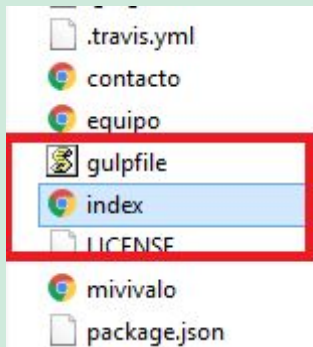 .travis.yml
contacto
equipo
gulpfile
index
LICENSE
mivivalo
package.json